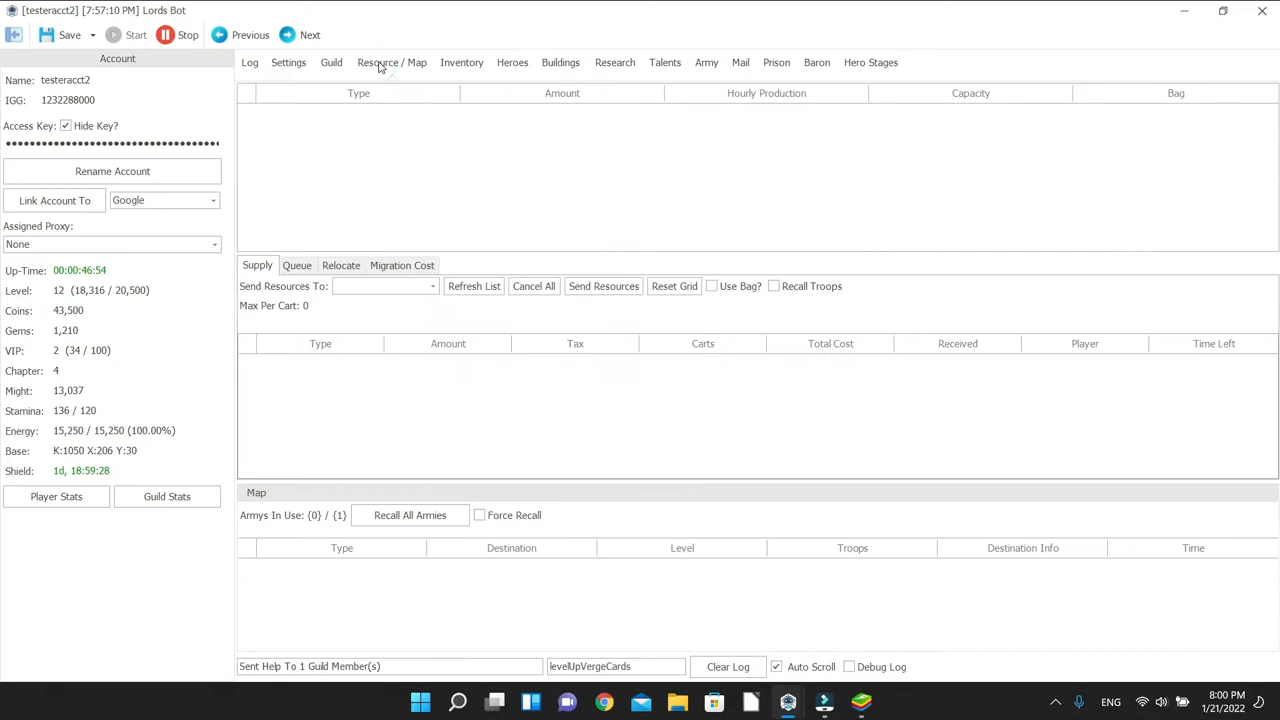 [testeracct2] [7:57:10 PM] Lords Bot
Save Start Stop Previous Next
Account
Name: testeracct2
IGG: 1232288000
Access Key: Hide Key?
Rename Account
Link Account To Google
Assigned Proxy:
None
Up-Time: 00:00:46:54
Level: 12 (18,316 / 20,500)
Coins: 43,500
Gems: 1,210
VIP: 2 (34 / 100)
Chapter: 4
Might: 13,037
Stamina: 136 / 120
Energy: 15,250 / 15,250 (100.00%)
Base: K:1050 X:206 Y:30
Shield: 1d, 18:59:28
Player Stats Guild Stats
Log Settings Guild Resource / Map Inventory Heroes Buildings Research Talents Army Mail Prison Baron Hero Stages
Type Amount Hourly Production Capacity Bag
Supply Queue Relocate Migration Cost
Send Resources To: Refresh List Cancel All Send Resources Reset Grid Use Bag? Recall Troops
Max Per Cart: 0
Type Amount Tax Carts Total Cost Received Player Time Left
Map
Armys In Use: {0} / {1} Recall All Armies Force Recall
Type Destination Level Troops Destination Info Time
Sent Help To 1 Guild Member(s) levelUpVergeCards Clear Log Auto Scroll Debug Log
ENG 8:00 PM
1/21/2022